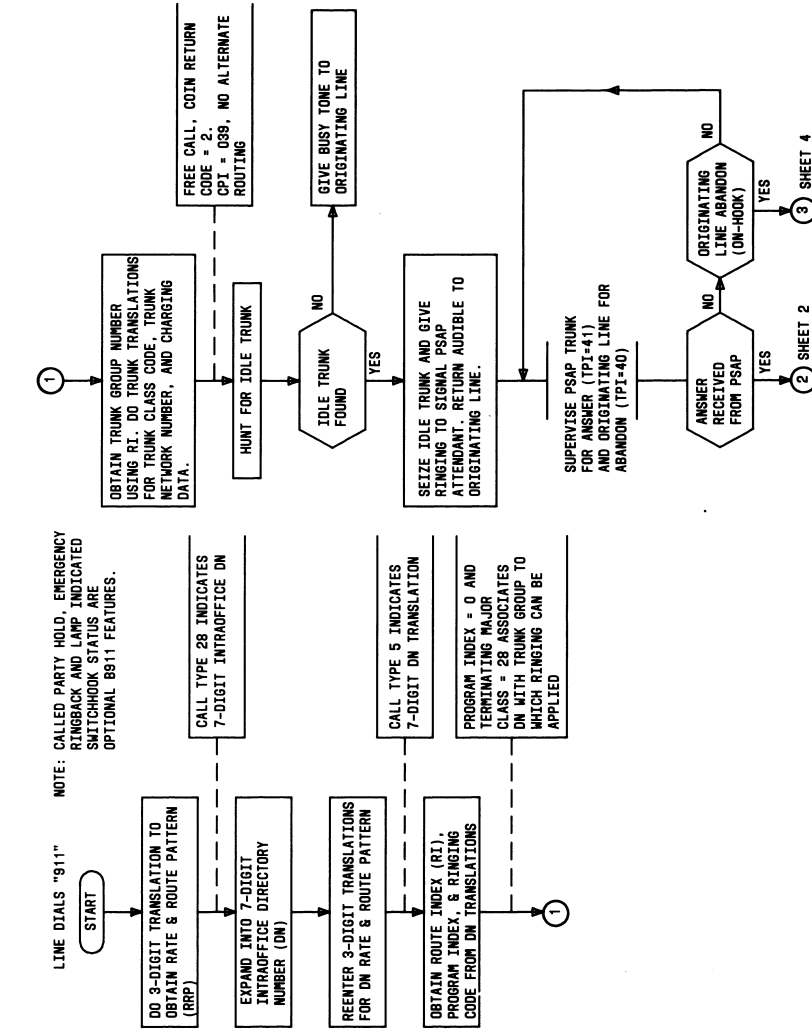 LINE DIALS "911"
NOTE: CALLED PARTY HOLD, EMERGENCY
RINGBACK AND LAMP INDICATED
SWITCHHOOK STATUS ARE
OPTIONAL B911 FEATURES.
START
DO 3-DIGIT TRANSLATION TO
OBTAIN RATE & ROUTE PATTERN
(RRP)
CALL TYPE 28 INDICATES
7-DIGIT INTRAOFFICE DN
EXPAND INTO 7-DIGIT
INTRAOFFICE DIRECTORY
NUMBER (DN)
REENTER 3-DIGIT TRANSLATIONS
FOR DN RATE & ROUTE PATTERN
CALL TYPE 5 INDICATES
7-DIGIT DN TRANSLATION
OBTAIN ROUTE INDEX (RI),
PROGRAM INDEX, & RINGING
CODE FROM DN TRANSLATIONS
PROGRAM INDEX = 0 AND
TERMINATING MAJOR
CLASS = 28 ASSOCIATES
DN WITH TRUNK GROUP TO
WHICH RINGING CAN BE
APPLIED
1
1
OBTAIN TRUNK GROUP NUMBER
USING RI. DO TRUNK TRANSLATIONS
FOR TRUNK CLASS CODE, TRUNK
NETWORK NUMBER, AND CHARGING
DATA.
FREE CALL, COIN RETURN
CODE = 2.
CPI = 039, NO ALTERNATE
ROUTING
HUNT FOR IDLE TRUNK
IDLE TRUNK
FOUND
NO
GIVE BUSY TONE TO
ORIGINATING LINE
YES
SEIZE IDLE TRUNK AND GIVE
RINGING TO SIGNAL PSAP
ATTENDANT. RETURN AUDIBLE TO
ORIGINATING LINE.
SUPERVISE PSAP TRUNK
FOR ANSWER (TPI=41)
AND ORIGINATING LINE FOR
ABANDON (TPI=40)
ANSWER
RECEIVED
FROM PSAP
NO
ORIGINATING
LINE ABANDON
(ON-HOOK)
NO
YES
2 SHEET 2
YES
3 SHEET 4